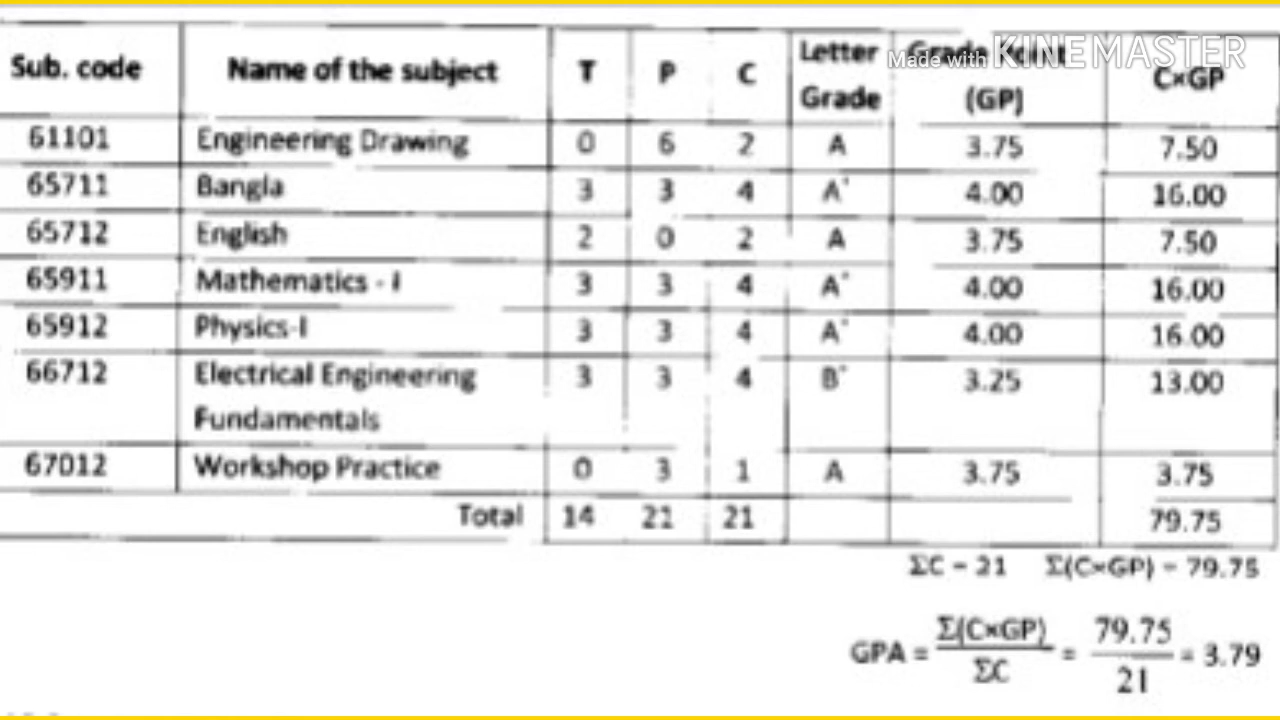 Made with KINEMASTER
Sub. code Name of the subject T P C Letter Grade Grade Point (GP) C×GP
61101 Engineering Drawing 0 6 2 A 3.75 7.50
65711 Bangla 3 3 4 A⁺ 4.00 16.00
65712 English 2 0 2 A 3.75 7.50
65911 Mathematics - I 3 3 4 A⁺ 4.00 16.00
65912 Physics-I 3 3 4 A⁺ 4.00 16.00
66712 Electrical Engineering 3 3 4 B⁺ 3.25 13.00
Fundamentals
67012 Workshop Practice 0 3 1 A 3.75 3.75
Total 14 21 21 79.75
ΣC = 21 Σ(C×GP) = 79.75
GPA = Σ(C×GP) / ΣC = 79.75 / 21 = 3.79